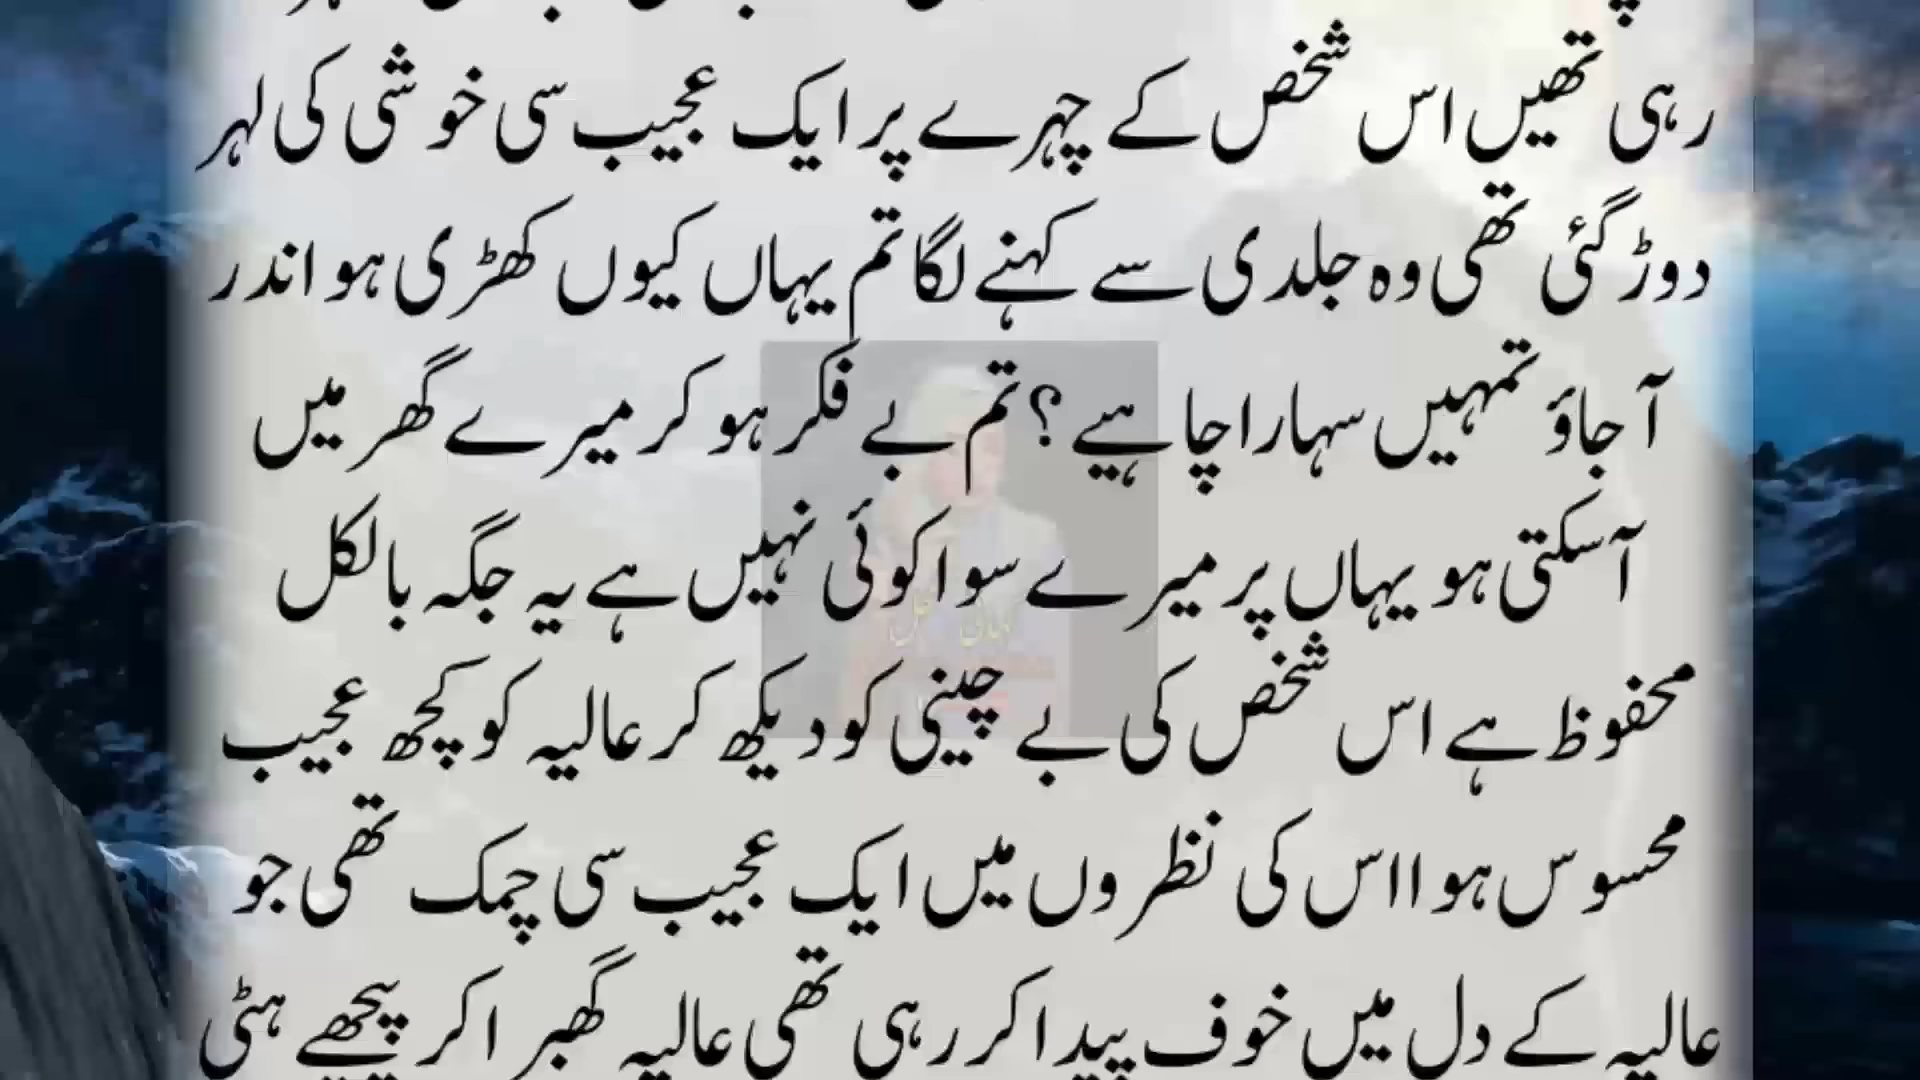 رہی تھیں اس شخص کے چہرے پر ایک عجیب سی خوشی کی لہر
دوڑ گئی تھی وہ جلدی سے کہنے لگا تم یہاں کیوں کھڑی ہو اندر
آ جاؤ تمہیں سہارا چاہیے ؟ تم بے فکر ہو کر میرے گھر میں
آسکتی ہو یہاں پر میرے سوا کوئی نہیں ہے یہ جگہ بالکل
محفوظ ہے اس شخص کی بے چینی کو دیکھ کر عالیہ کو کچھ عجیب
محسوس ہوا اس کی نظروں میں ایک عجیب سی چمک تھی جو
عالیہ کے دل میں خوف پیدا کر رہی تھی عالیہ گھبرا کر پیچھے ہٹی